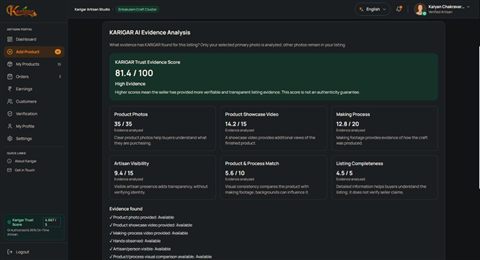 Karigar Artisan Studio
Srikakulam Craft Cluster
English
Kalyan Chakravar...
Verified Artisan
ARTISAN PORTAL
Dashboard
Add Product
My Products
Orders
Earnings
Customers
Verification
My Profile
Settings
QUICK LINKS
About Karigar
Get in Touch
Karigar Trust
Score
Logout
KARIGAR AI Evidence Analysis
What evidence has KARIGAR found for this listing? Only your selected primary photo is analyzed; other photos remain in your listing.
KARIGAR Trust Evidence Score
81.4 / 100
High Evidence
Higher scores mean the seller has provided more verifiable and transparent listing evidence. This score is not an authenticity guarantee.
Product Photos
35 / 35
Evidence analyzed
Clear product photos help buyers understand what they are purchasing.
Product Showcase Video
14.2 / 15
Evidence analyzed
A showcase video provides additional views of the finished product.
Making Process
12.8 / 20
Evidence analyzed
Making footage provides evidence of how the craft was produced.
Artisan Visibility
9.4 / 15
Evidence analyzed
Visible artisan presence adds transparency, without verifying identity.
Product & Process Match
5.6 / 10
Evidence analyzed
Visual consistency compares the product with making footage; backgrounds can influence it.
Listing Completeness
4.5 / 5
Evidence analyzed
Detailed information helps buyers understand the listing; it does not verify seller claims.
Evidence found
✓ Product photo provided: Available
✓ Product showcase video provided: Available
✓ Making-process video provided: Available
✓ Hands observed: Available
✓ Artisan/person visible: Available
✓ Product/process visual comparison available: Available